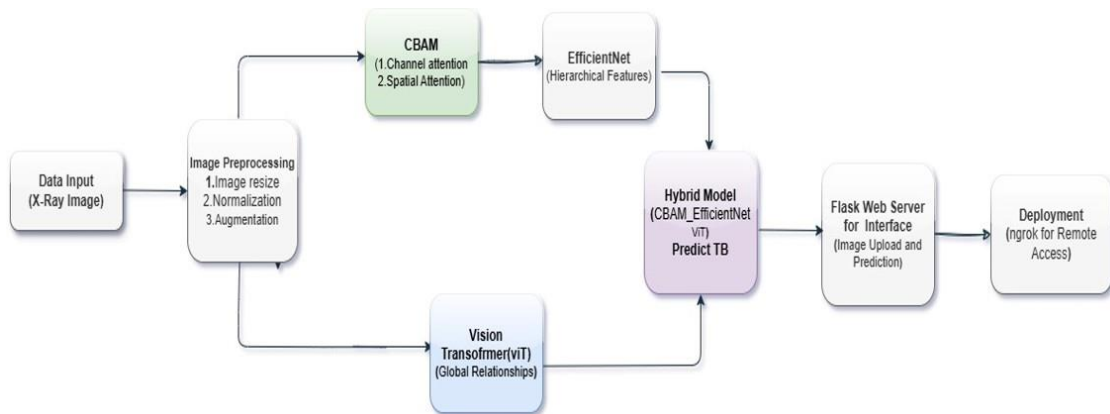 Data Input
(X-Ray Image)
Image Preprocessing
1.Image resize
2.Normalization
3.Augmentation
CBAM
(1.Channel attention
2.Spatial Attention)
EfficientNet
(Hierarchical Features)
Vision
Transofrmer(viT)
(Global Relationships)
Hybrid Model
(CBAM_EfficientNet
ViT)
Predict TB
Flask Web Server
for Interface
(Image Upload and
Prediction)
Deployment
(ngrok for Remote
Access)